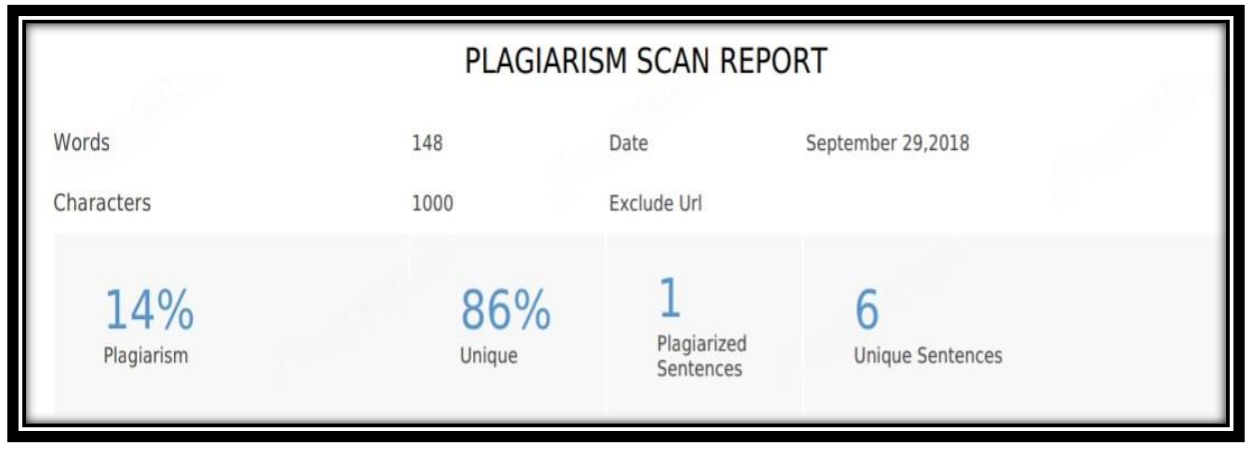 PLAGIARISM SCAN REPORT
Words 148 Date September 29,2018
Characters 1000 Exclude Url
14% 86% 1 6
Plagiarism Unique Plagiarized Sentences Unique Sentences